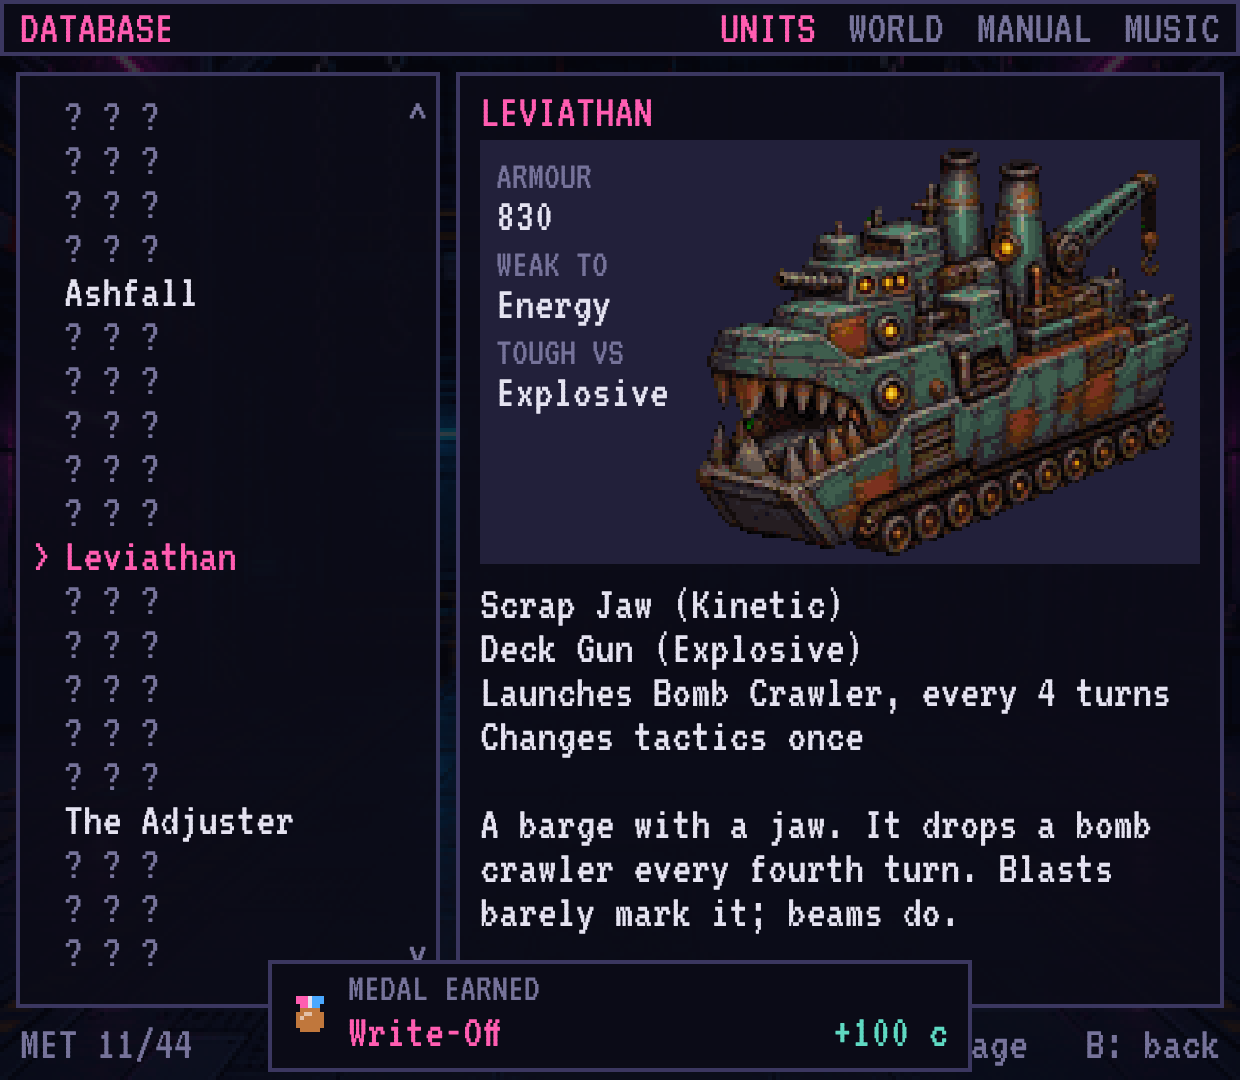 DATABASE
UNITS WORLD MANUAL MUSIC
? ? ? ^
? ? ?
? ? ?
? ? ?
Ashfall
? ? ?
? ? ?
? ? ?
? ? ?
? ? ?
> Leviathan
? ? ?
? ? ?
? ? ?
? ? ?
? ? ?
The Adjuster
? ? ?
? ? ?
? ? ? v
LEVIATHAN
ARMOUR
830
WEAK TO
Energy
TOUGH VS
Explosive
Scrap Jaw (Kinetic)
Deck Gun (Explosive)
Launches Bomb Crawler, every 4 turns
Changes tactics once
A barge with a jaw. It drops a bomb
crawler every fourth turn. Blasts
barely mark it; beams do.
MEDAL EARNED
Write-Off +100 c
MET 11/44 age B: back